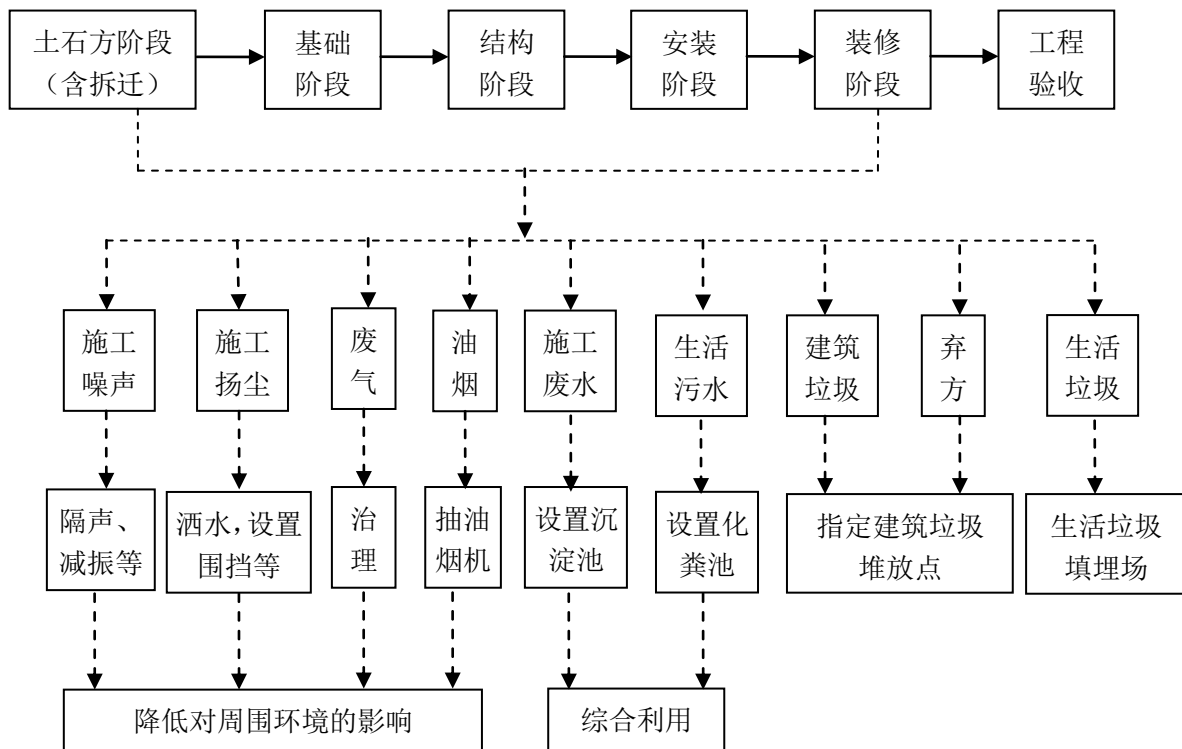 土石方阶段
（含拆迁）
基础
阶段
结构
阶段
安装
阶段
装修
阶段
工程
验收
施工
噪声
施工
扬尘
废
气
油
烟
施工
废水
生活
污水
建筑
垃圾
弃
方
生活
垃圾
隔声、
减振等
洒水，设置
围挡等
治
理
抽油
烟机
设置沉
淀池
设置化
粪池
指定建筑垃圾
堆放点
生活垃圾
填埋场
降低对周围环境的影响
综合利用